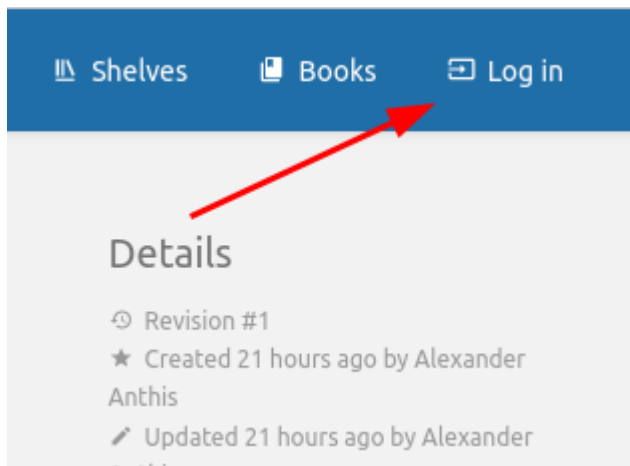 Shelves Books Log in
Details
Revision #1
Created 21 hours ago by Alexander
Anthis
Updated 21 hours ago by Alexander